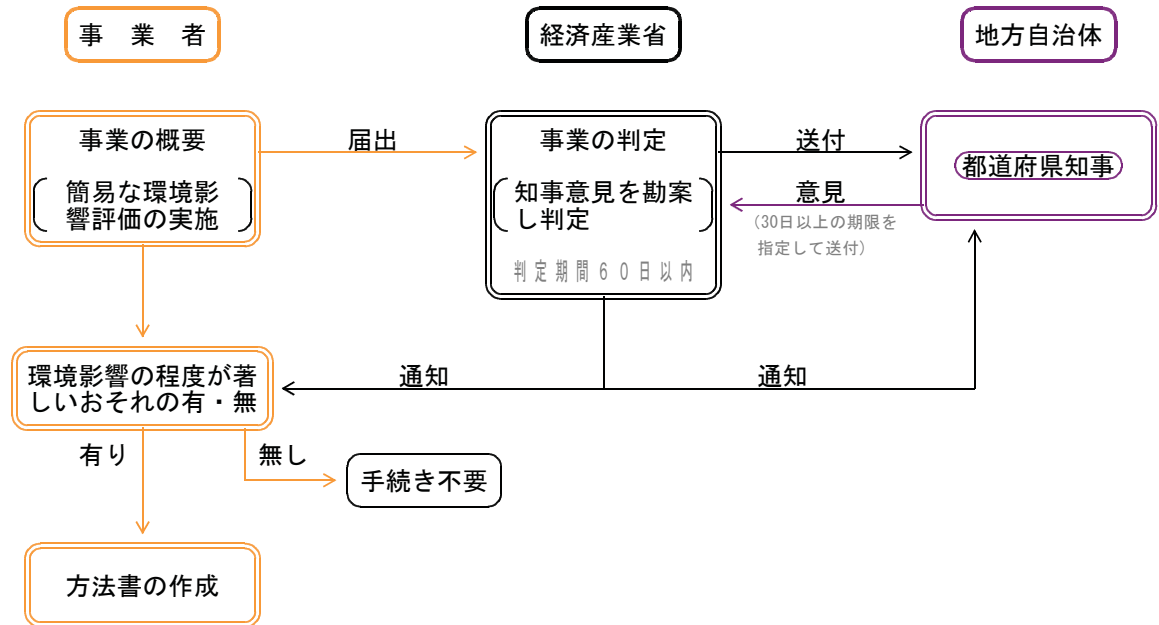 事　業　者
経済産業省
地方自治体
事業の概要
簡易な環境影
響評価の実施
届出
事業の判定
知事意見を勘案
し判定
判定期間６０日以内
送付
意見
（30日以上の期限を
指定して送付）
都道府県知事
通知
通知
環境影響の程度が著
しいおそれの有・無
有り
無し
手続き不要
方法書の作成